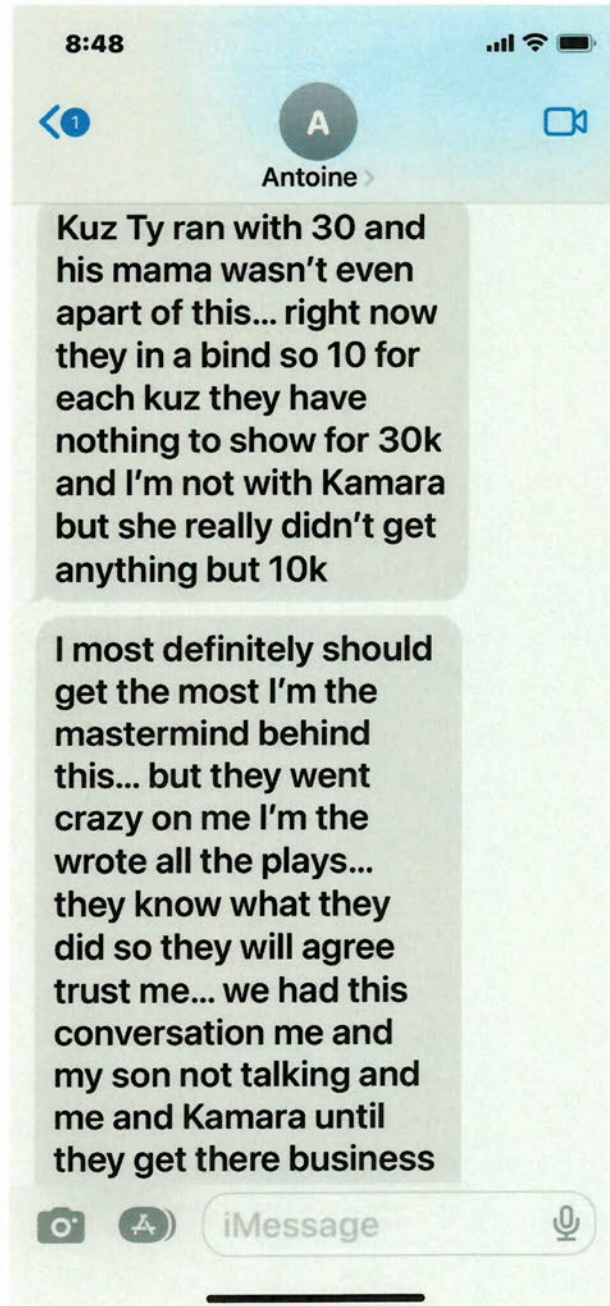 8:48
1
A
Antoine
Kuz Ty ran with 30 and
his mama wasn't even
apart of this... right now
they in a bind so 10 for
each kuz they have
nothing to show for 30k
and I'm not with Kamara
but she really didn't get
anything but 10k
I most definitely should
get the most I'm the
mastermind behind
this... but they went
crazy on me I'm the
wrote all the plays...
they know what they
did so they will agree
trust me... we had this
conversation me and
my son not talking and
me and Kamara until
they get there business
iMessage